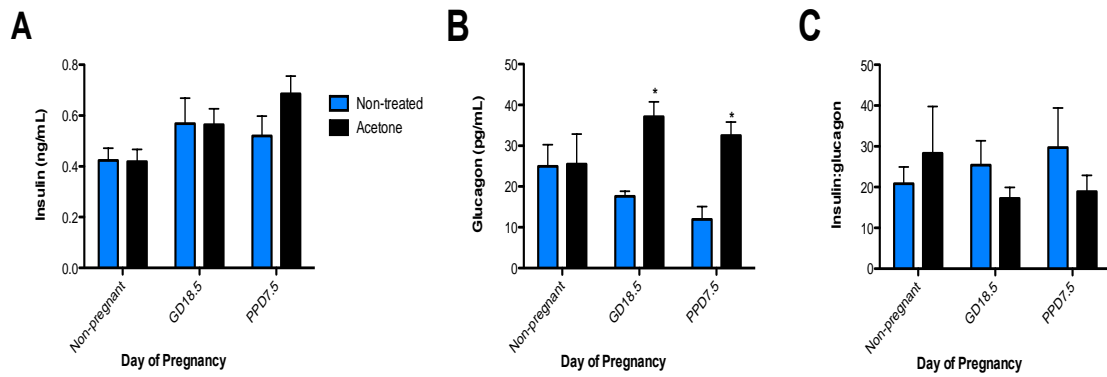 A
Insulin (ng/mL)
0.8
0.6
0.4
0.2
0.0
Non-pregnant
GD18.5
PPD7.5
Day of Pregnancy
Non-treated
Acetone
B
Glucagon (pg/mL)
50
40
30
20
10
0
*
*
Non-pregnant
GD18.5
PPD7.5
Day of Pregnancy
C
Insulin:glucagon
50
40
30
20
10
0
Non-pregnant
GD18.5
PPD7.5
Day of Pregnancy